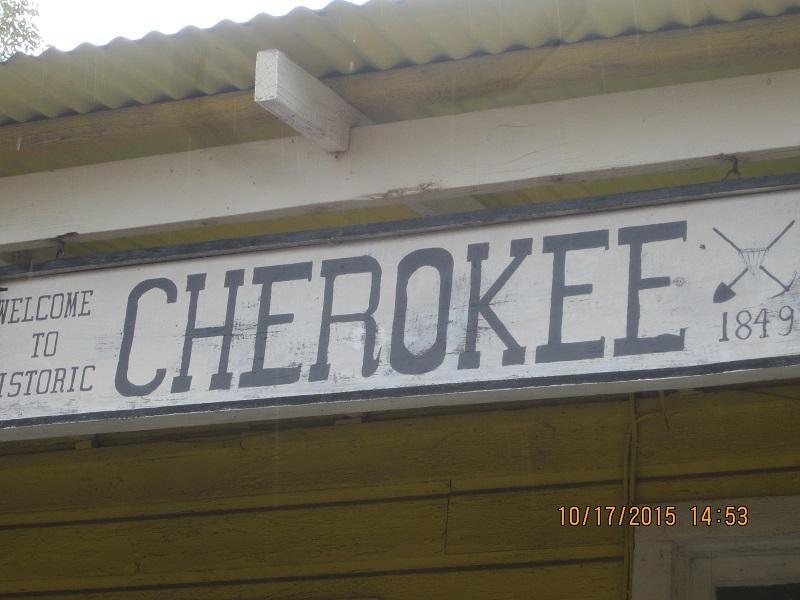 WELCOME
TO
ISTORIC
CHEROKEE
1849
10/17/2015 14:53